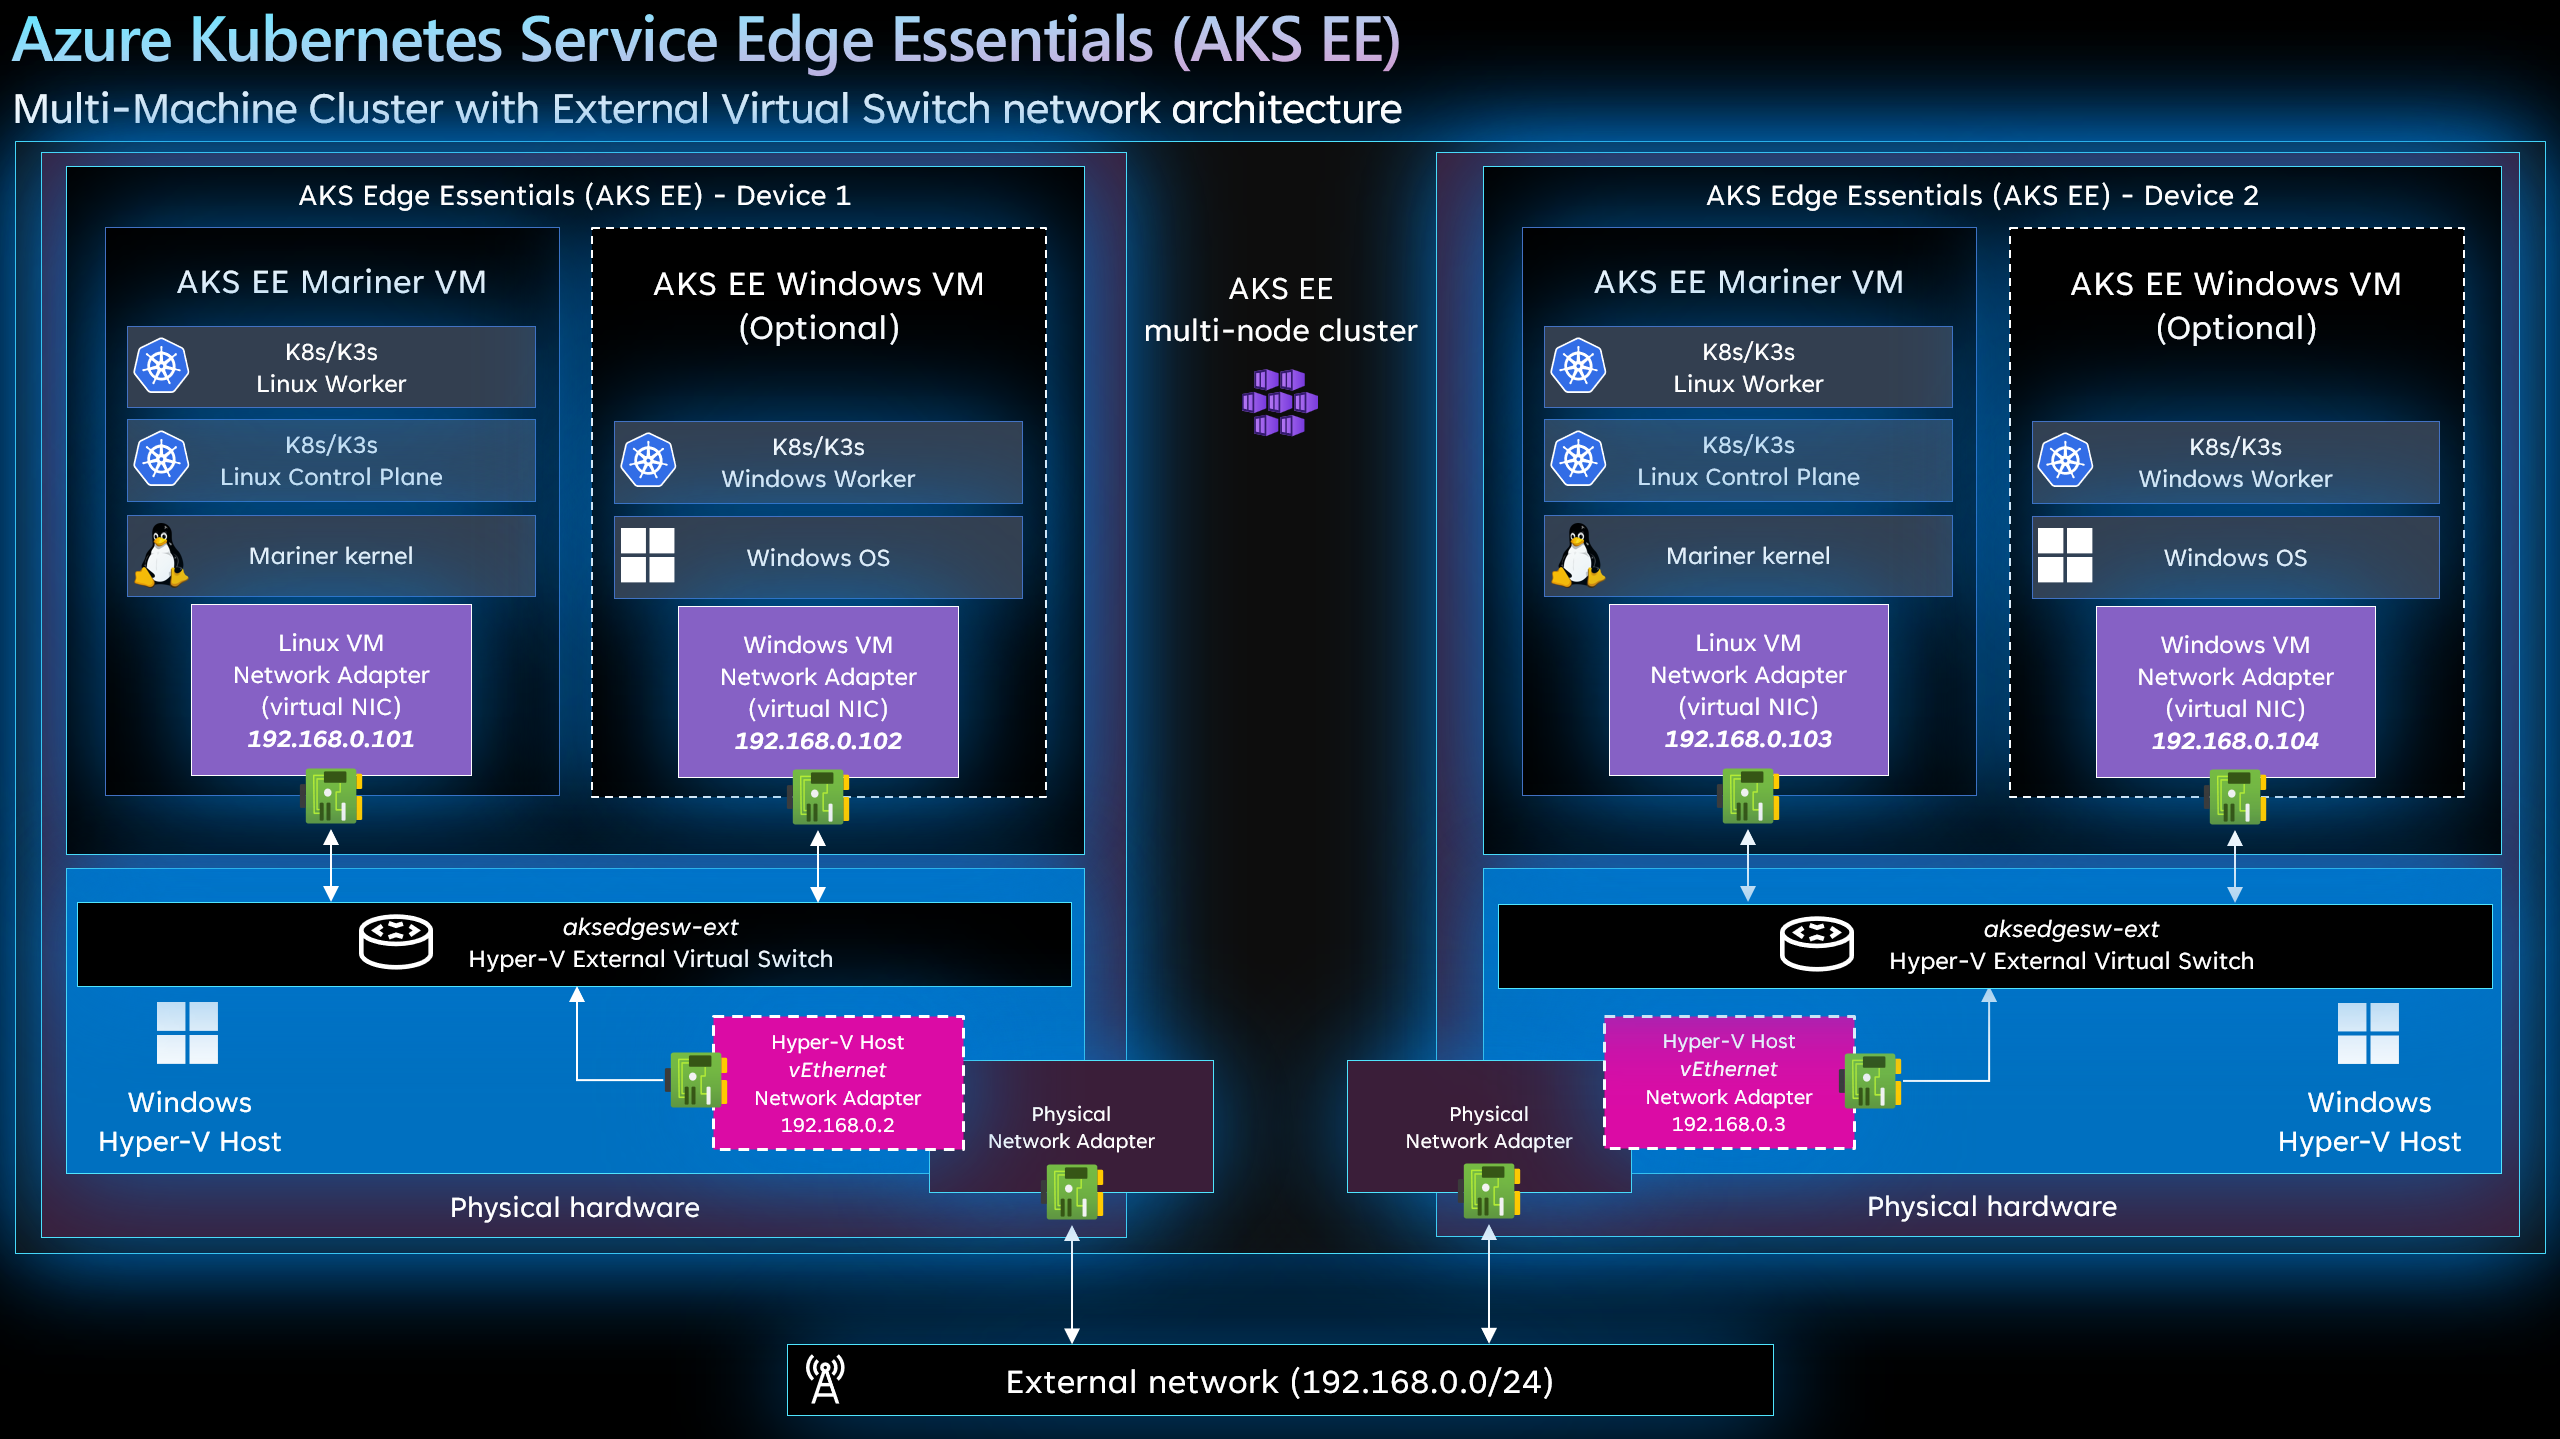 Azure Kubernetes Service Edge Essentials (AKS EE)
Multi-Machine Cluster with External Virtual Switch network architecture
AKS Edge Essentials (AKS EE) - Device 1
AKS EE Mariner VM
K8s/K3s
Linux Worker
K8s/K3s
Linux Control Plane
Mariner kernel
Linux VM
Network Adapter
(virtual NIC)
192.168.0.101
AKS EE Windows VM
(Optional)
K8s/K3s
Windows Worker
Windows OS
Windows VM
Network Adapter
(virtual NIC)
192.168.0.102
aksedgesw-ext
Hyper-V External Virtual Switch
Windows
Hyper-V Host
Hyper-V Host
vEthernet
Network Adapter
192.168.0.2
Physical
Network Adapter
Physical hardware
AKS EE
multi-node cluster
AKS Edge Essentials (AKS EE) - Device 2
AKS EE Mariner VM
K8s/K3s
Linux Worker
K8s/K3s
Linux Control Plane
Mariner kernel
Linux VM
Network Adapter
(virtual NIC)
192.168.0.103
AKS EE Windows VM
(Optional)
K8s/K3s
Windows Worker
Windows OS
Windows VM
Network Adapter
(virtual NIC)
192.168.0.104
aksedgesw-ext
Hyper-V External Virtual Switch
Physical
Network Adapter
Hyper-V Host
vEthernet
Network Adapter
192.168.0.3
Windows
Hyper-V Host
Physical hardware
External network (192.168.0.0/24)